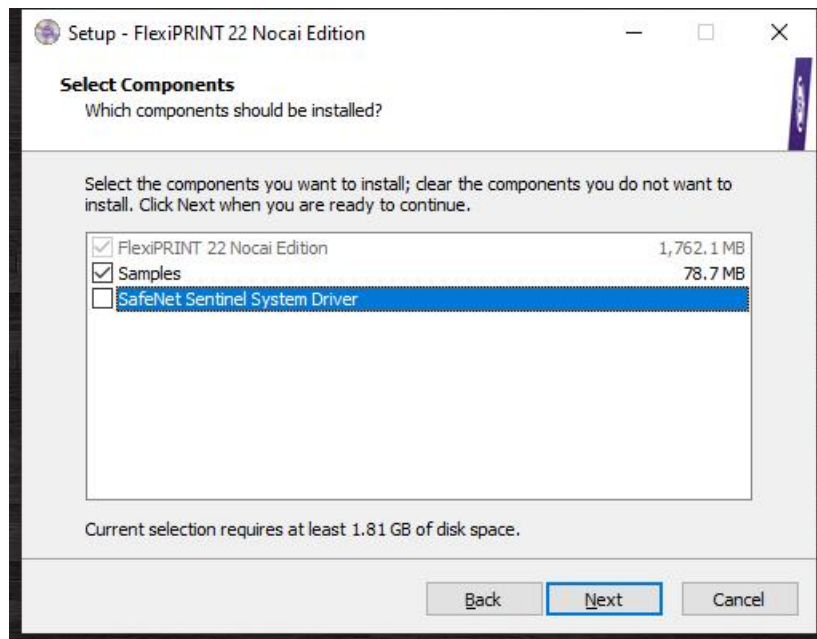 Setup - FlexiPRINT 22 Nocai Edition
Select Components
Which components should be installed?
Select the components you want to install; clear the components you do not want to
install. Click Next when you are ready to continue.
FlexiPRINT 22 Nocai Edition 1,762.1 MB
Samples 78.7 MB
SafeNet Sentinel System Driver
Current selection requires at least 1.81 GB of disk space.
Back Next Cancel